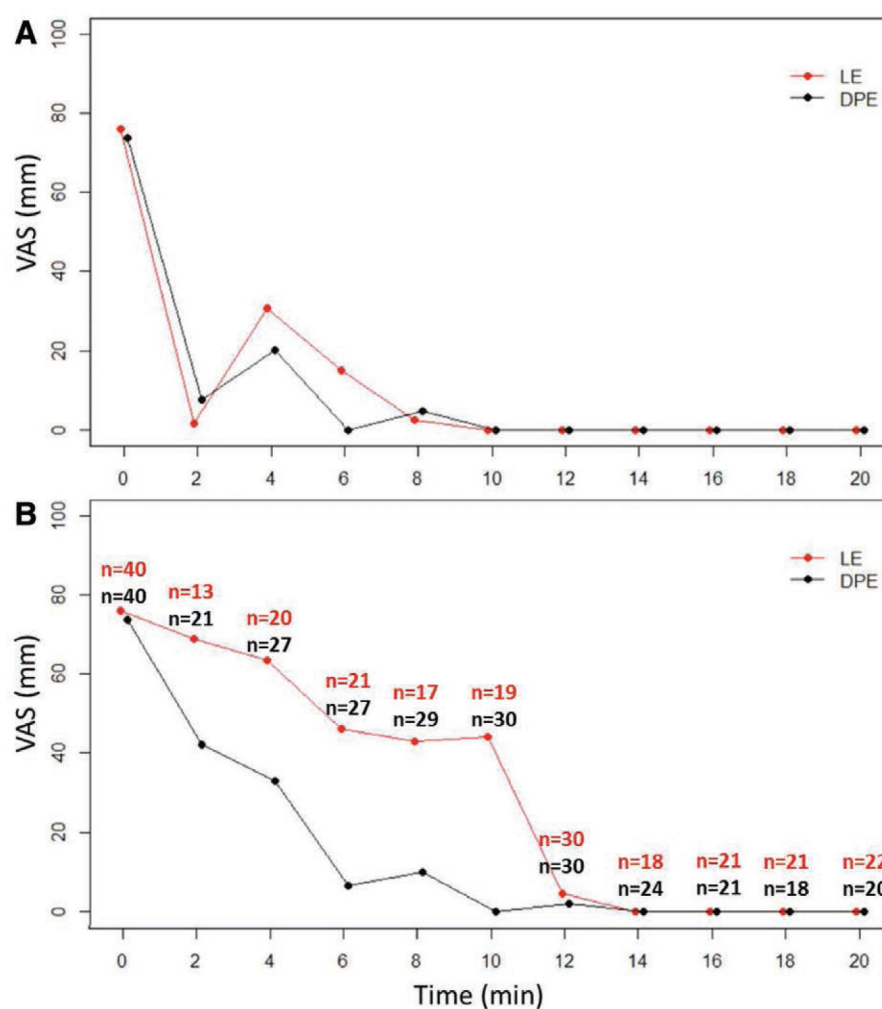 A
VAS (mm)
100
80
60
40
20
0
LE
DPE
0 2 4 6 8 10 12 14 16 18 20
B
VAS (mm)
100
80
60
40
20
0
LE
DPE
n=40 n=13 n=20 n=21 n=17 n=19 n=30 n=18 n=21 n=21 n=22
n=40 n=21 n=27 n=27 n=29 n=30 n=30 n=24 n=21 n=18 n=20
0 2 4 6 8 10 12 14 16 18 20
Time (min)